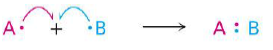 A· + ·B ⟶ A : B